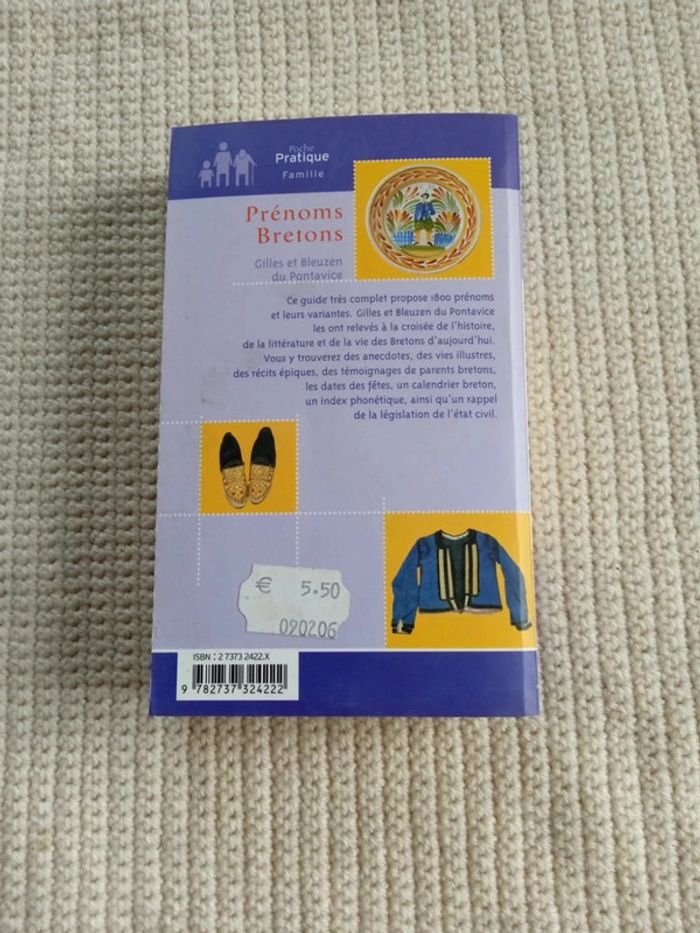 Poche
Pratique
Famille
Prénoms
Bretons
Gilles et Bleuzen
du Pontavice
Ce guide très complet propose 1800 prénoms
et leurs variantes. Gilles et Bleuzen du Pontavice
les ont relevés à la croisée de l'histoire,
de la littérature et de la vie des Bretons d'aujourd'hui.
Vous y trouverez des anecdotes, des vies illustres,
des récits épiques, des témoignages de parents bretons,
les dates des fêtes, un calendrier breton,
un index phonétique, ainsi qu'un rappel
de la législation de l'état civil.
€ 5.50
090206
ISBN : 2 7373 2422.X
9 782737 324222